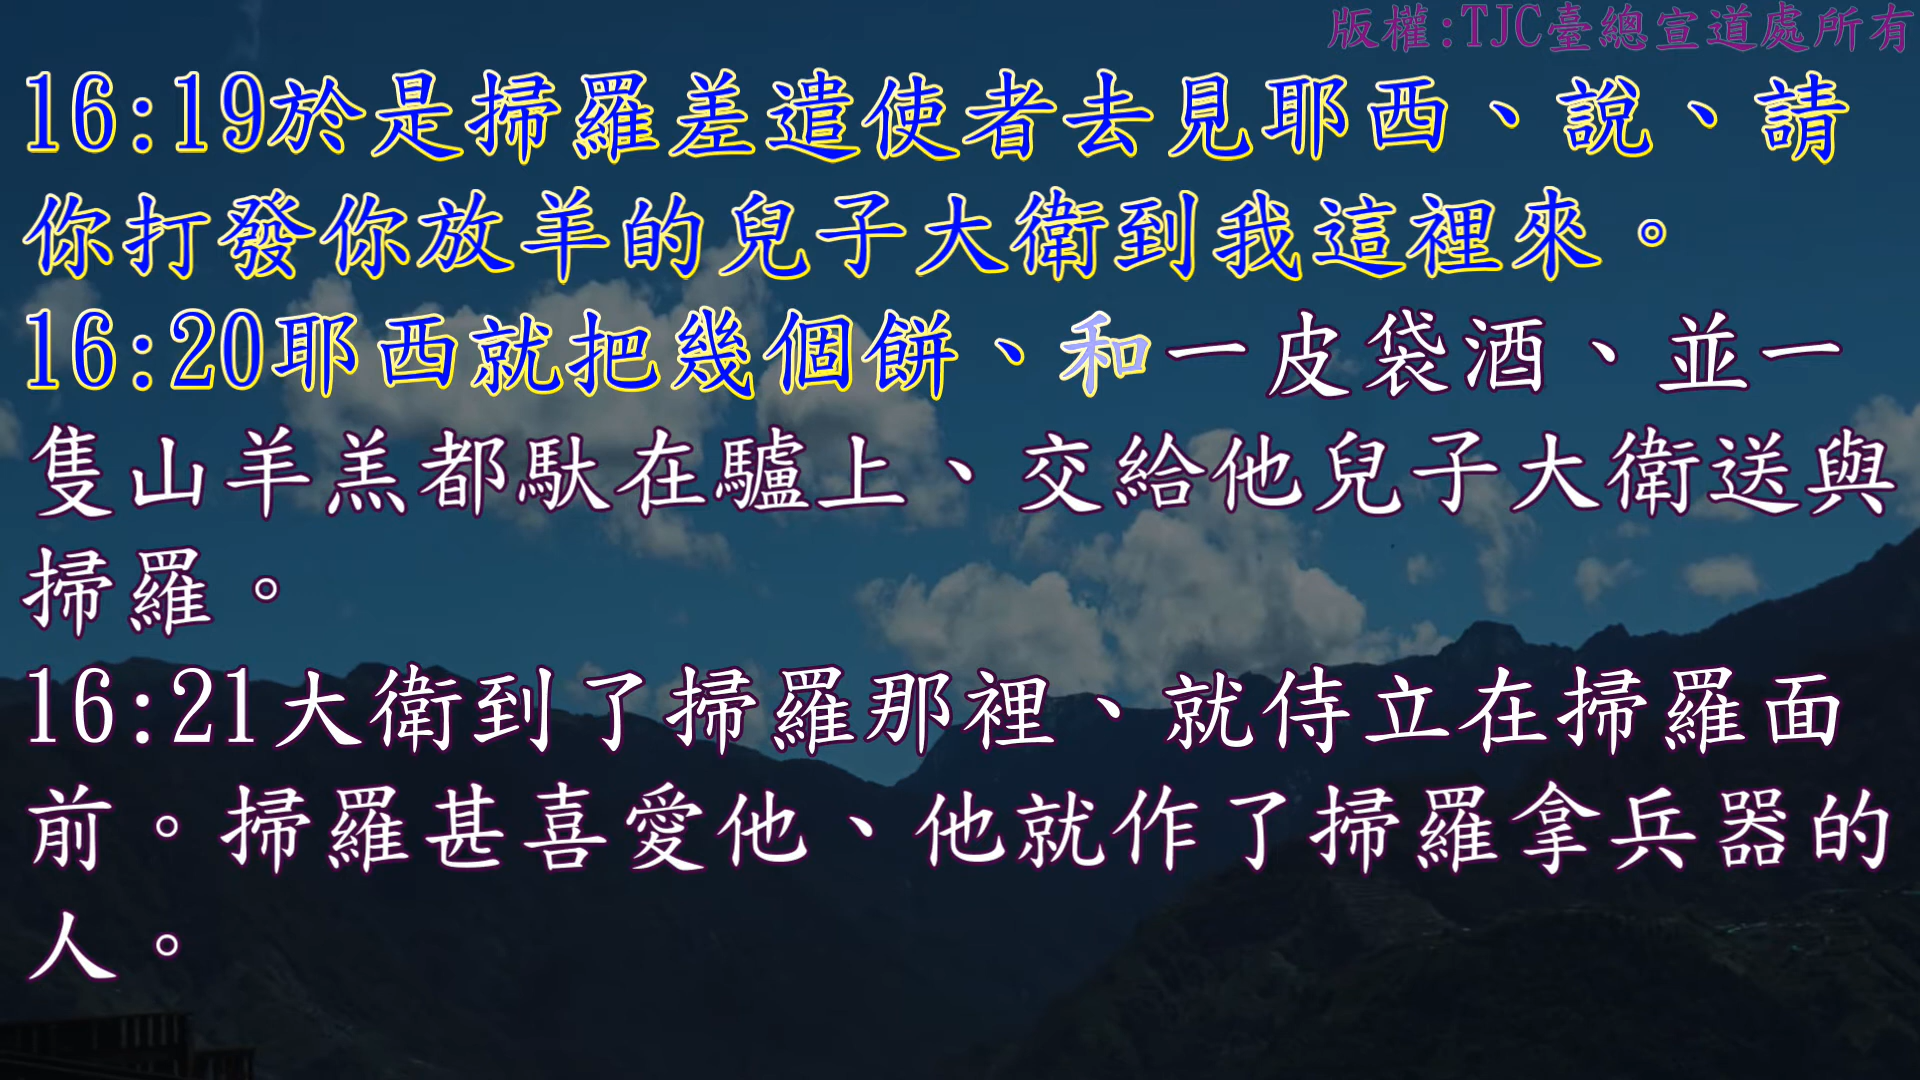 版權:TJC臺總宣道處所有
16:19於是掃羅差遣使者去見耶西、說、請
你打發你放羊的兒子大衛到我這裡來。
16:20耶西就把幾個餅、和一皮袋酒、並一
隻山羊羔都馱在驢上、交給他兒子大衛送與
掃羅。
16:21大衛到了掃羅那裡、就侍立在掃羅面
前。掃羅甚喜愛他、他就作了掃羅拿兵器的
人。